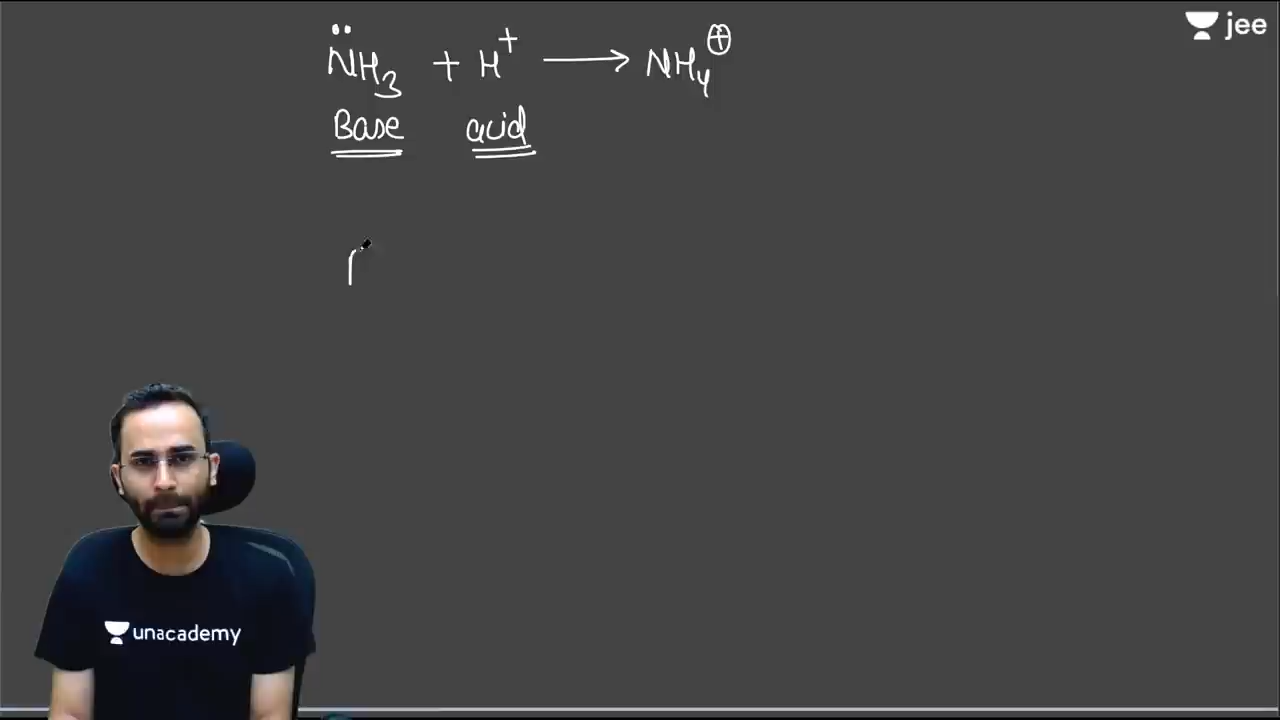 jee
N̈H₃ + H⁺ ⟶ NH₄⊕
Base acid
unacademy